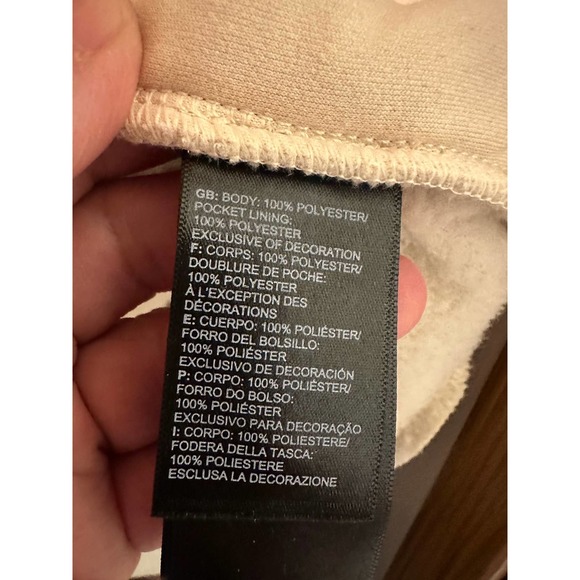 GB: BODY: 100% POLYESTER/
POCKET LINING:
100% POLYESTER
EXCLUSIVE OF DECORATION
F: CORPS: 100% POLYESTER/
DOUBLURE DE POCHE:
100% POLYESTER
À L'EXCEPTION DES
DÉCORATIONS
E: CUERPO: 100% POLIÉSTER/
FORRO DEL BOLSILLO:
100% POLIÉSTER
EXCLUSIVO DE DECORACIÓN
P: CORPO: 100% POLIÉSTER/
FORRO DO BOLSO:
100% POLIÉSTER
EXCLUSIVO PARA DECORAÇÃO
I: CORPO: 100% POLIESTERE/
FODERA DELLA TASCA:
100% POLIESTERE
ESCLUSA LA DECORAZIONE